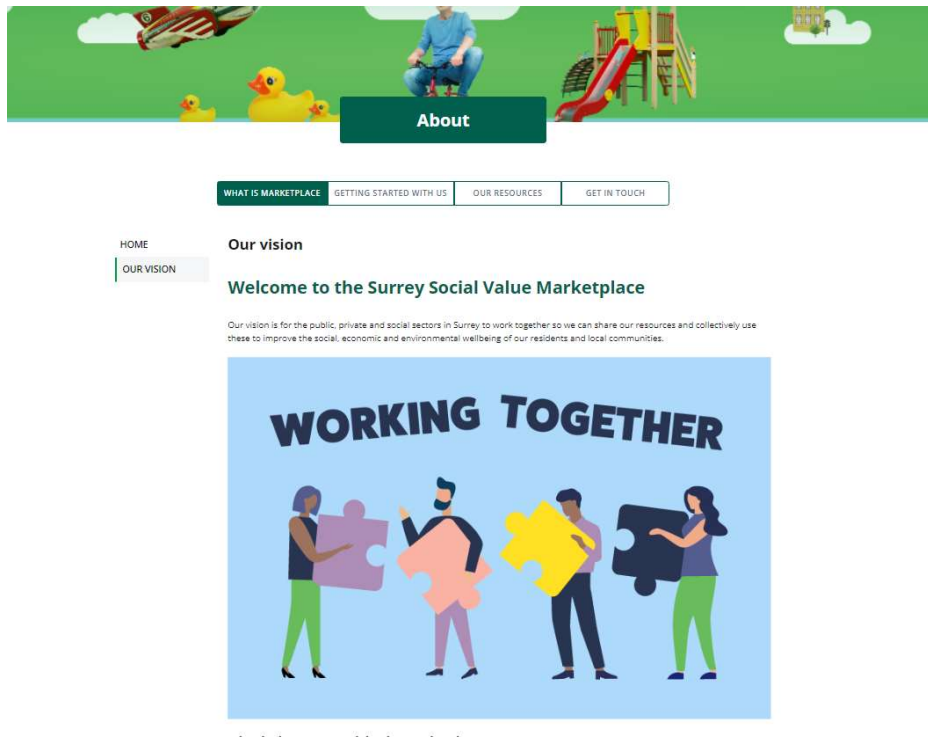 About
WHAT IS MARKETPLACE
GETTING STARTED WITH US
OUR RESOURCES
GET IN TOUCH
HOME
OUR VISION
Our vision
Welcome to the Surrey Social Value Marketplace
Our vision is for the public, private and social sectors in Surrey to work together so we can share our resources and collectively use
these to improve the social, economic and environmental wellbeing of our residents and local communities.
WORKING TOGETHER